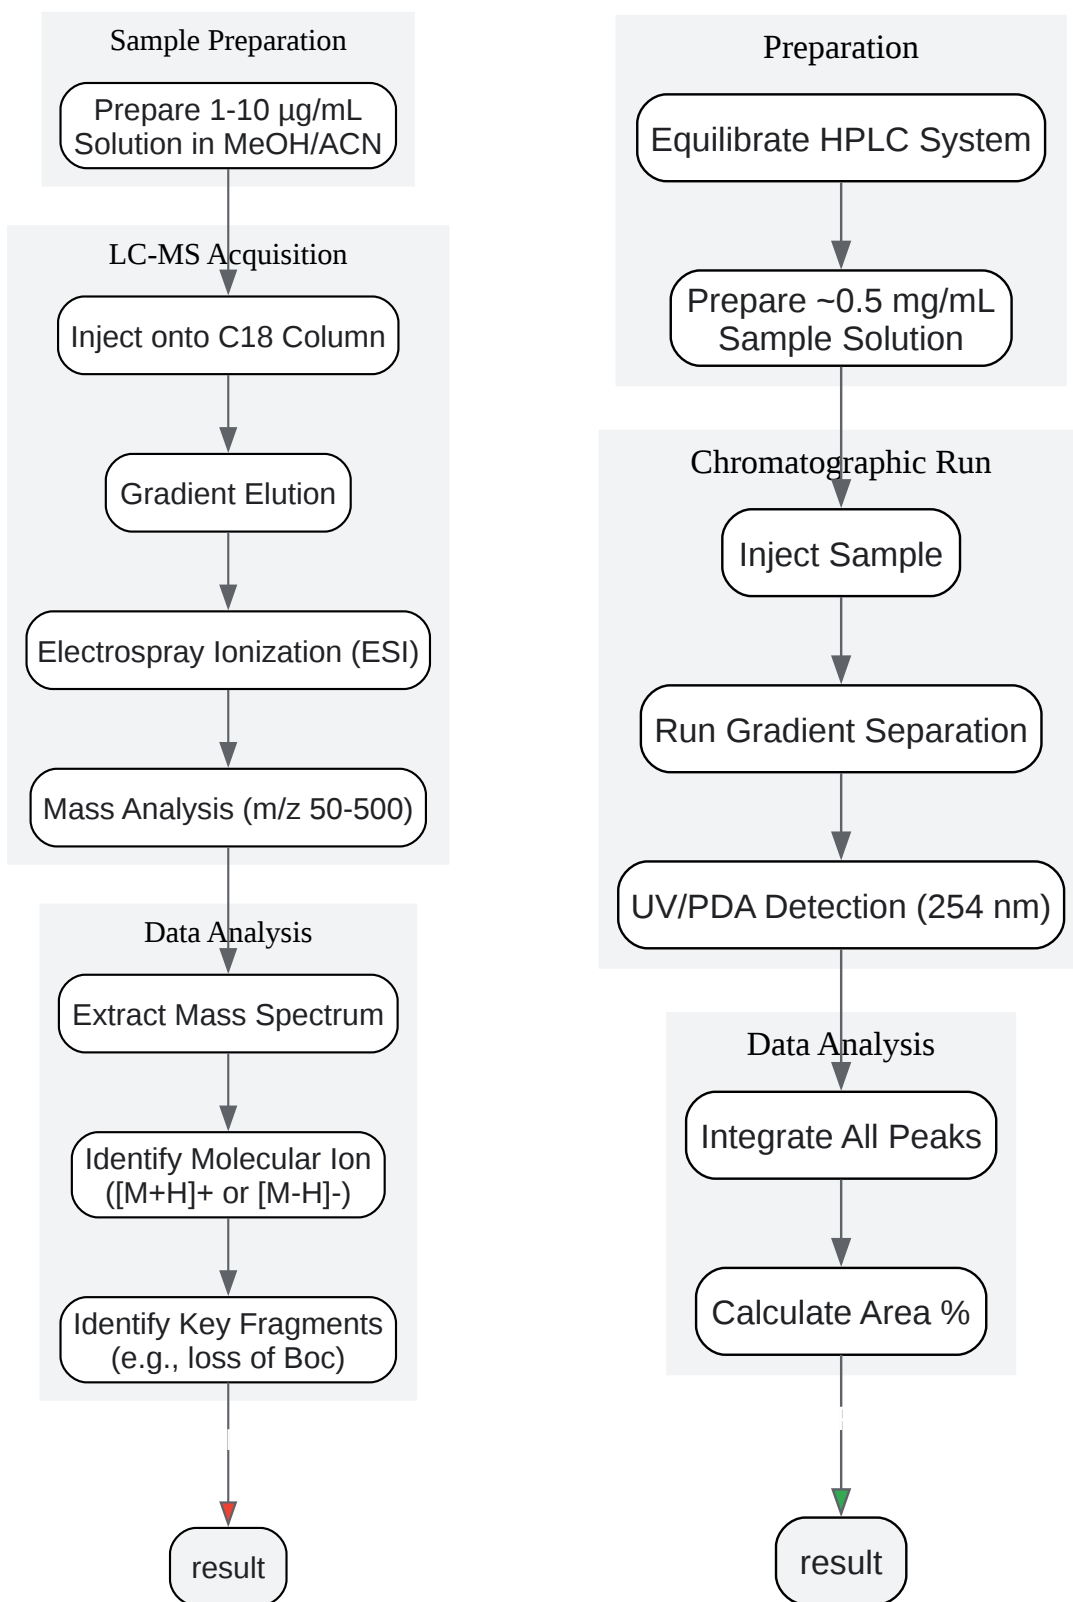 Sample Preparation
Prepare 1-10 µg/mL
Solution in MeOH/ACN
LC-MS Acquisition
Inject onto C18 Column
Gradient Elution
Electrospray Ionization (ESI)
Mass Analysis (m/z 50-500)
Data Analysis
Extract Mass Spectrum
Identify Molecular Ion
([M+H]+ or [M-H]-)
Identify Key Fragments
(e.g., loss of Boc)
result
Preparation
Equilibrate HPLC System
Prepare ~0.5 mg/mL
Sample Solution
Chromatographic Run
Inject Sample
Run Gradient Separation
UV/PDA Detection (254 nm)
Data Analysis
Integrate All Peaks
Calculate Area %
result